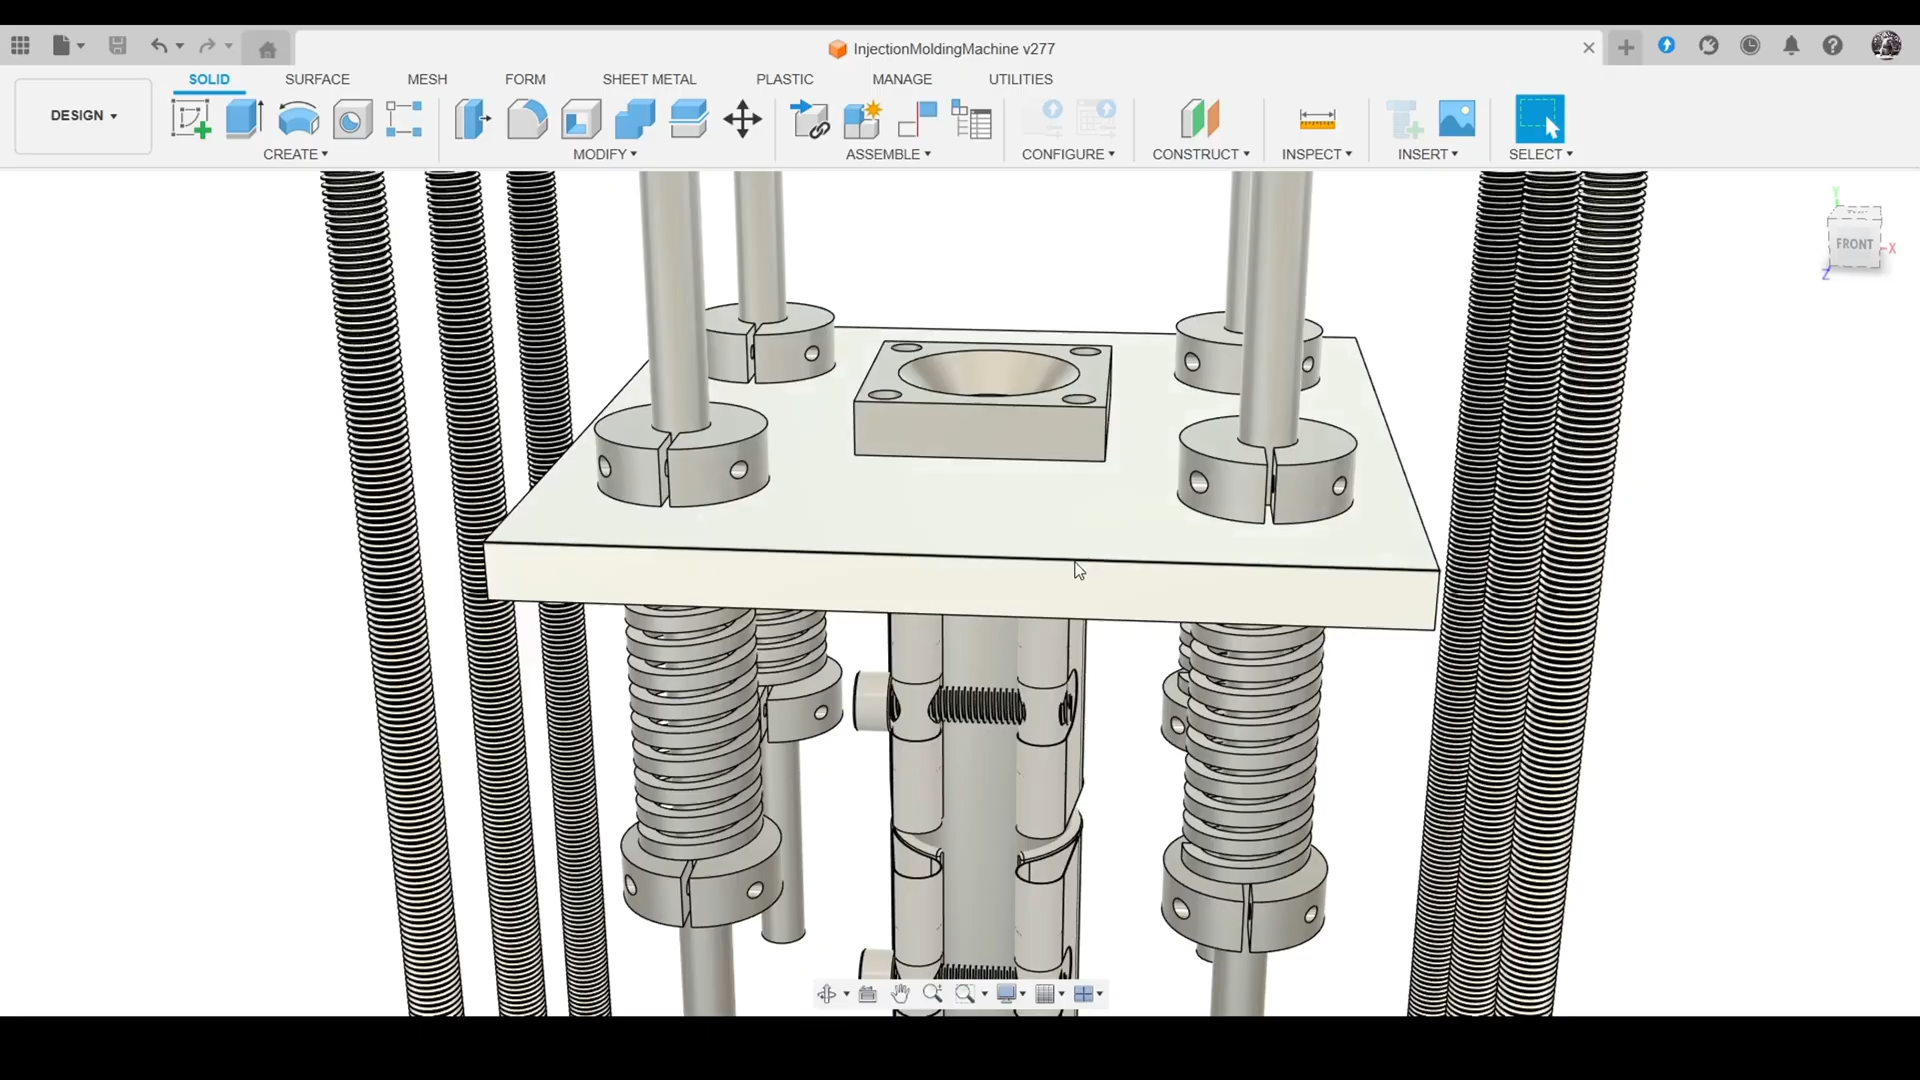 InjectionMoldingMachine v277
SOLID SURFACE MESH FORM SHEET METAL PLASTIC MANAGE UTILITIES
DESIGN
CREATE MODIFY ASSEMBLE CONFIGURE CONSTRUCT INSPECT INSERT SELECT
Y
TOP
FRONT
X
Z